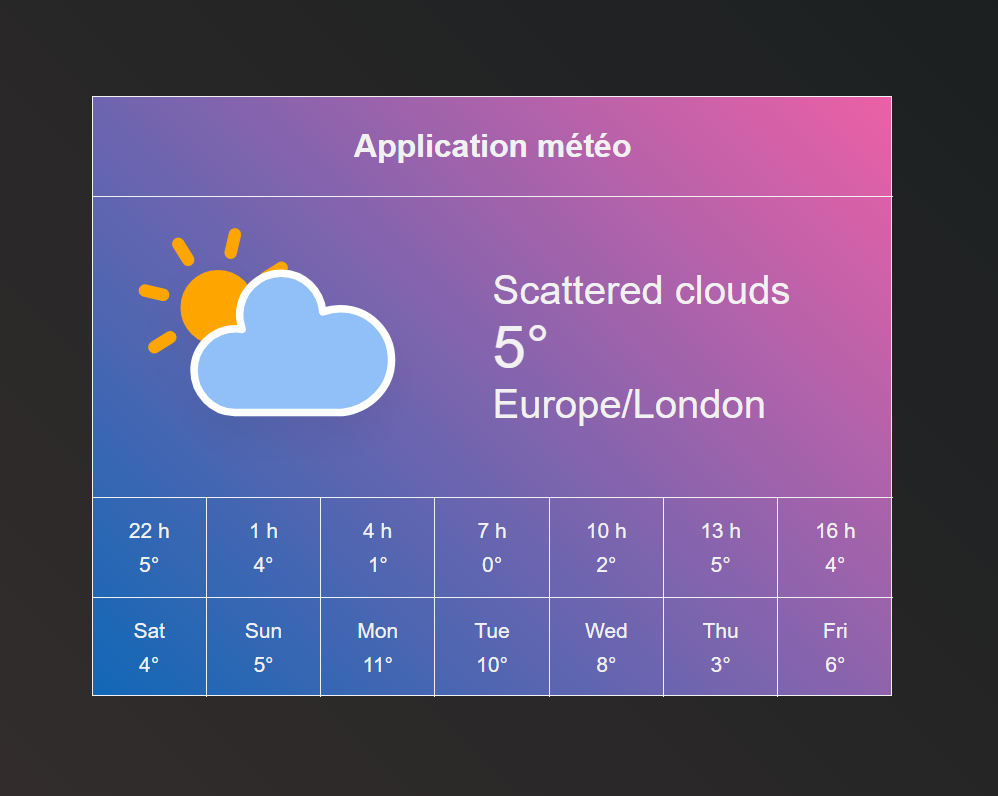 Application météo
Scattered clouds
5°
Europe/London
22 h 1 h 4 h 7 h 10 h 13 h 16 h
5° 4° 1° 0° 2° 5° 4°
Sat Sun Mon Tue Wed Thu Fri
4° 5° 11° 10° 8° 3° 6°